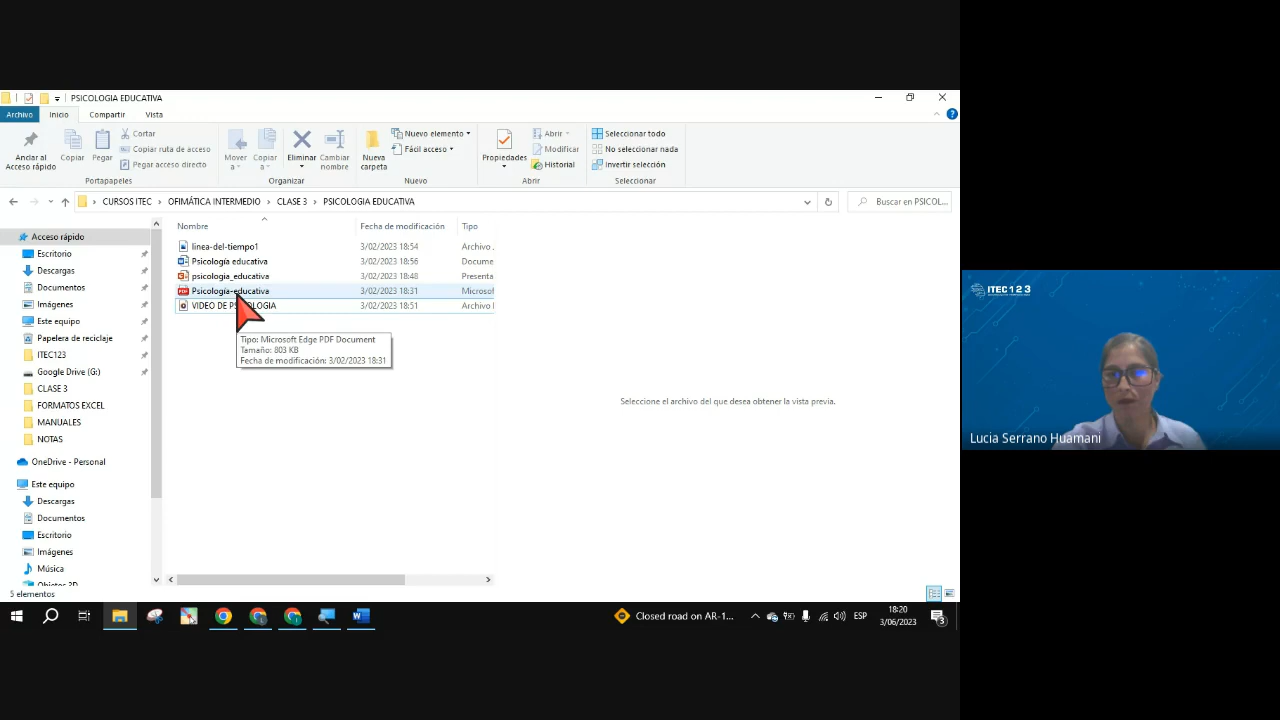 PSICOLOGIA EDUCATIVA
Archivo Inicio Compartir Vista
Anclar al Acceso rápido
Copiar
Pegar
Cortar
Copiar ruta de acceso
Pegar acceso directo
Portapapeles
Mover a
Copiar a
Eliminar
Cambiar nombre
Organizar
Nueva carpeta
Nuevo elemento
Fácil acceso
Nuevo
Propiedades
Abrir
Modificar
Historial
Abrir
Seleccionar todo
No seleccionar nada
Invertir selección
Seleccionar
CURSOS ITEC > OFIMÁTICA INTERMEDIO > CLASE 3 > PSICOLOGIA EDUCATIVA
Buscar en PSICOL...
Acceso rápido
Escritorio
Descargas
Documentos
Imágenes
Este equipo
Papelera de reciclaje
ITEC123
Google Drive (G:)
CLASE 3
FORMATOS EXCEL
MANUALES
NOTAS
OneDrive - Personal
Este equipo
Descargas
Documentos
Escritorio
Imágenes
Música
Objetos 3D
Nombre Fecha de modificación Tipo
linea-del-tiempo1 3/02/2023 18:54 Archivo
Psicología educativa 3/02/2023 18:56 Docume
psicologia_educativa 3/02/2023 18:48 Presenta
Psicología-educativa 3/02/2023 18:31 Microsof
VIDEO DE PSICOLOGIA 3/02/2023 18:51 Archivo
Tipo: Microsoft Edge PDF Document
Tamaño: 803 KB
Fecha de modificación: 3/02/2023 18:31
Seleccione el archivo del que desea obtener la vista previa.
5 elementos
Closed road on AR-1...
ESP
18:20
3/06/2023
3
ITEC 1 2 3
Lucia Serrano Huamani